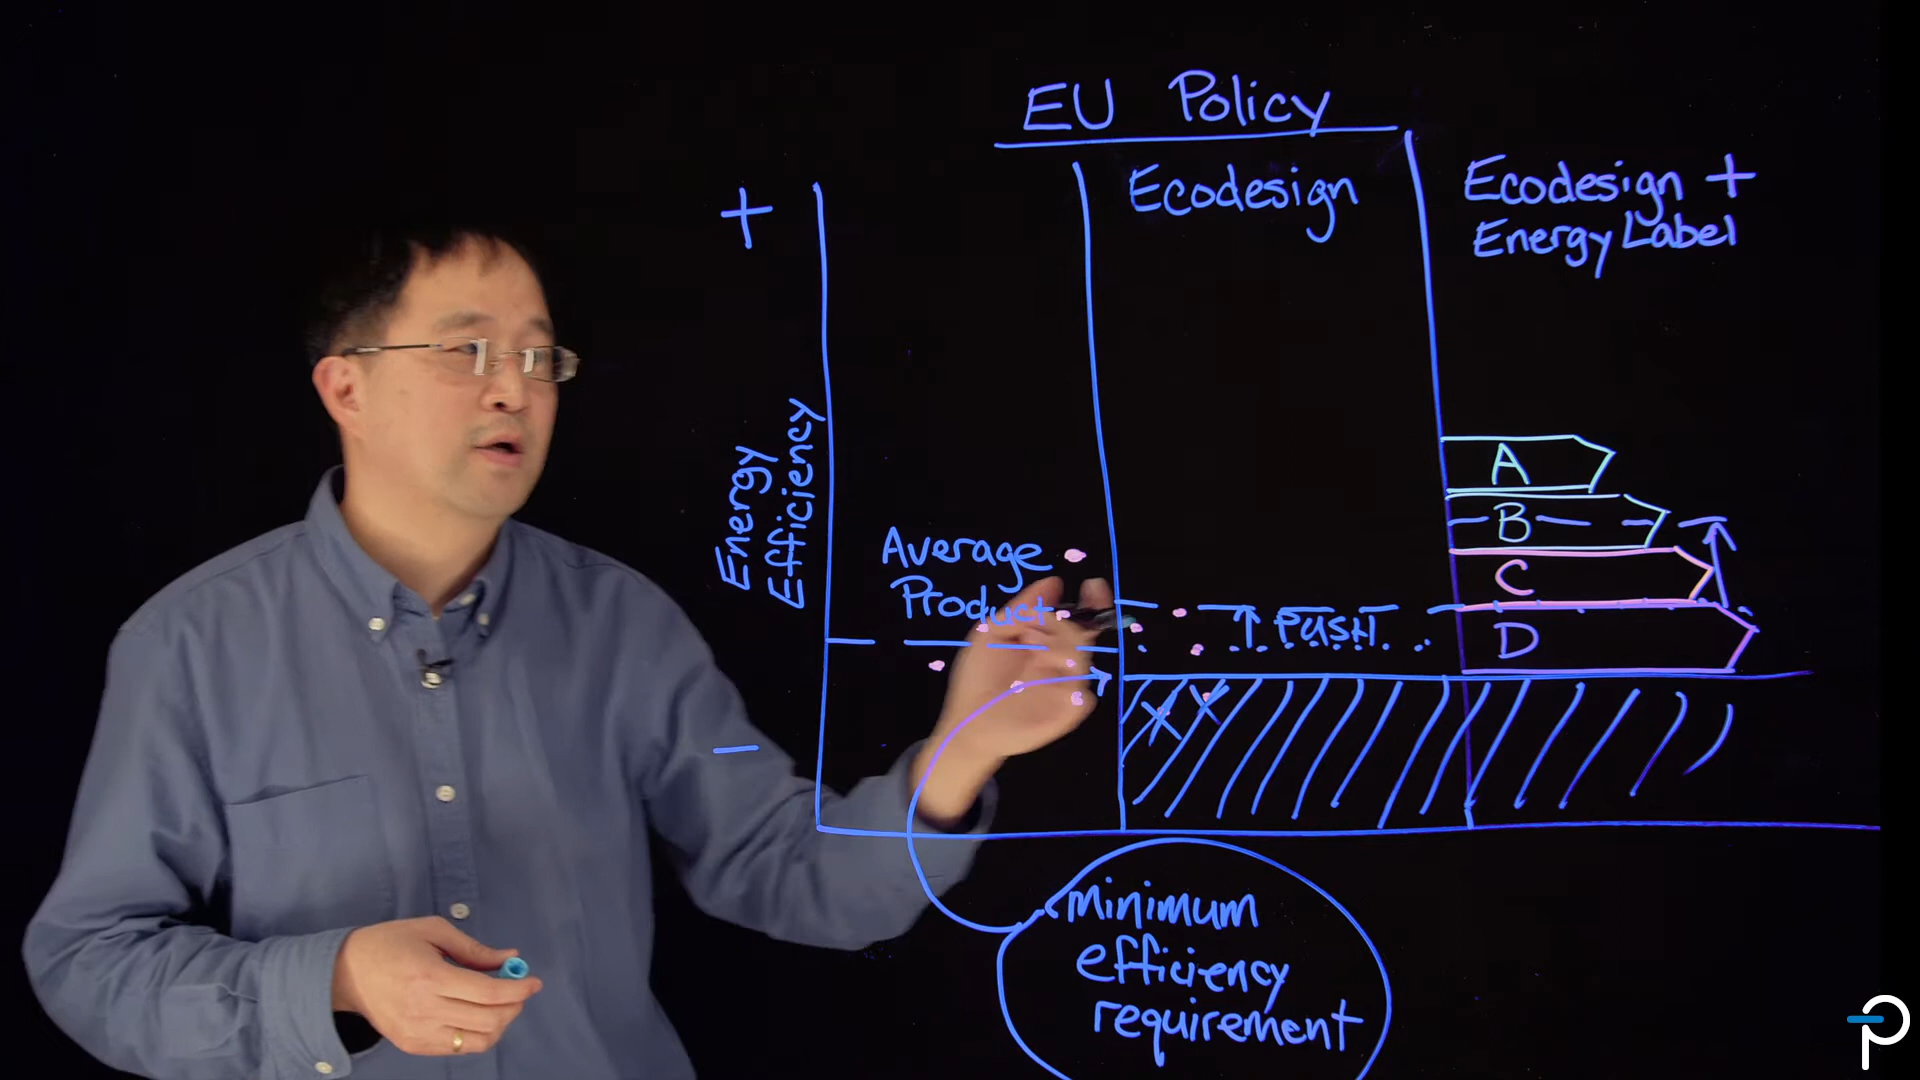 EU Policy
Ecodesign
Ecodesign +
Energy Label
+
Energy
Efficiency
-
Average
Product
↑ PUSH
A
B
C
D
X X
minimum
efficiency
requirement